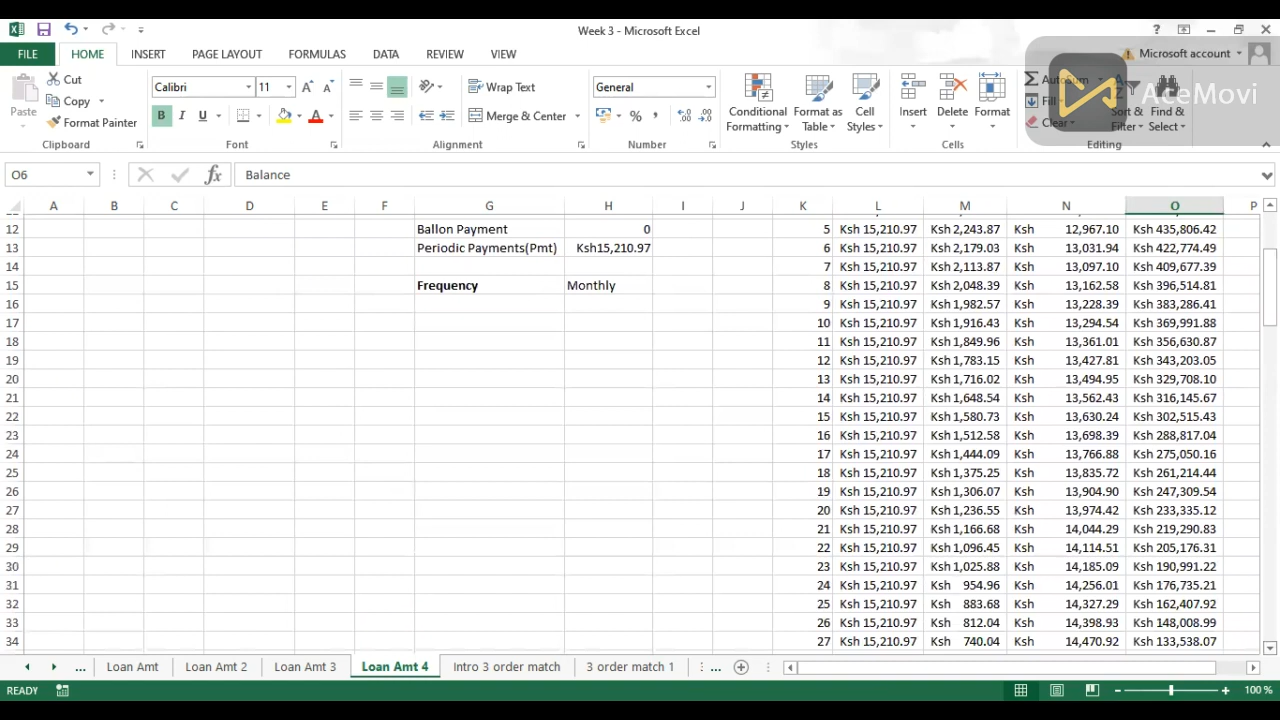 Week 3 - Microsoft Excel
FILE HOME INSERT PAGE LAYOUT FORMULAS DATA REVIEW VIEW Microsoft account
Cut
Copy
Format Painter
Paste
Clipboard
Calibri 11
B I U
Font
Wrap Text
Merge & Center
Alignment
General
Number
Conditional Formatting
Format as Table
Cell Styles
Styles
Insert Delete Format
Cells
AutoSum
Fill
Clear
Sort & Filter
Find & Select
Editing
AceMovi
O6 fx Balance
A B C D E F G H I J K L M N O P
12 Ballon Payment 0 5 Ksh 15,210.97 Ksh 2,243.87 Ksh 12,967.10 Ksh 435,806.42
13 Periodic Payments(Pmt) Ksh15,210.97 6 Ksh 15,210.97 Ksh 2,179.03 Ksh 13,031.94 Ksh 422,774.49
14 7 Ksh 15,210.97 Ksh 2,113.87 Ksh 13,097.10 Ksh 409,677.39
15 Frequency Monthly 8 Ksh 15,210.97 Ksh 2,048.39 Ksh 13,162.58 Ksh 396,514.81
16 9 Ksh 15,210.97 Ksh 1,982.57 Ksh 13,228.39 Ksh 383,286.41
17 10 Ksh 15,210.97 Ksh 1,916.43 Ksh 13,294.54 Ksh 369,991.88
18 11 Ksh 15,210.97 Ksh 1,849.96 Ksh 13,361.01 Ksh 356,630.87
19 12 Ksh 15,210.97 Ksh 1,783.15 Ksh 13,427.81 Ksh 343,203.05
20 13 Ksh 15,210.97 Ksh 1,716.02 Ksh 13,494.95 Ksh 329,708.10
21 14 Ksh 15,210.97 Ksh 1,648.54 Ksh 13,562.43 Ksh 316,145.67
22 15 Ksh 15,210.97 Ksh 1,580.73 Ksh 13,630.24 Ksh 302,515.43
23 16 Ksh 15,210.97 Ksh 1,512.58 Ksh 13,698.39 Ksh 288,817.04
24 17 Ksh 15,210.97 Ksh 1,444.09 Ksh 13,766.88 Ksh 275,050.16
25 18 Ksh 15,210.97 Ksh 1,375.25 Ksh 13,835.72 Ksh 261,214.44
26 19 Ksh 15,210.97 Ksh 1,306.07 Ksh 13,904.90 Ksh 247,309.54
27 20 Ksh 15,210.97 Ksh 1,236.55 Ksh 13,974.42 Ksh 233,335.12
28 21 Ksh 15,210.97 Ksh 1,166.68 Ksh 14,044.29 Ksh 219,290.83
29 22 Ksh 15,210.97 Ksh 1,096.45 Ksh 14,114.51 Ksh 205,176.31
30 23 Ksh 15,210.97 Ksh 1,025.88 Ksh 14,185.09 Ksh 190,991.22
31 24 Ksh 15,210.97 Ksh 954.96 Ksh 14,256.01 Ksh 176,735.21
32 25 Ksh 15,210.97 Ksh 883.68 Ksh 14,327.29 Ksh 162,407.92
33 26 Ksh 15,210.97 Ksh 812.04 Ksh 14,398.93 Ksh 148,008.99
34 27 Ksh 15,210.97 Ksh 740.04 Ksh 14,470.92 Ksh 133,538.07
... Loan Amt Loan Amt 2 Loan Amt 3 Loan Amt 4 Intro 3 order match 3 order match 1 ...
READY 100 %